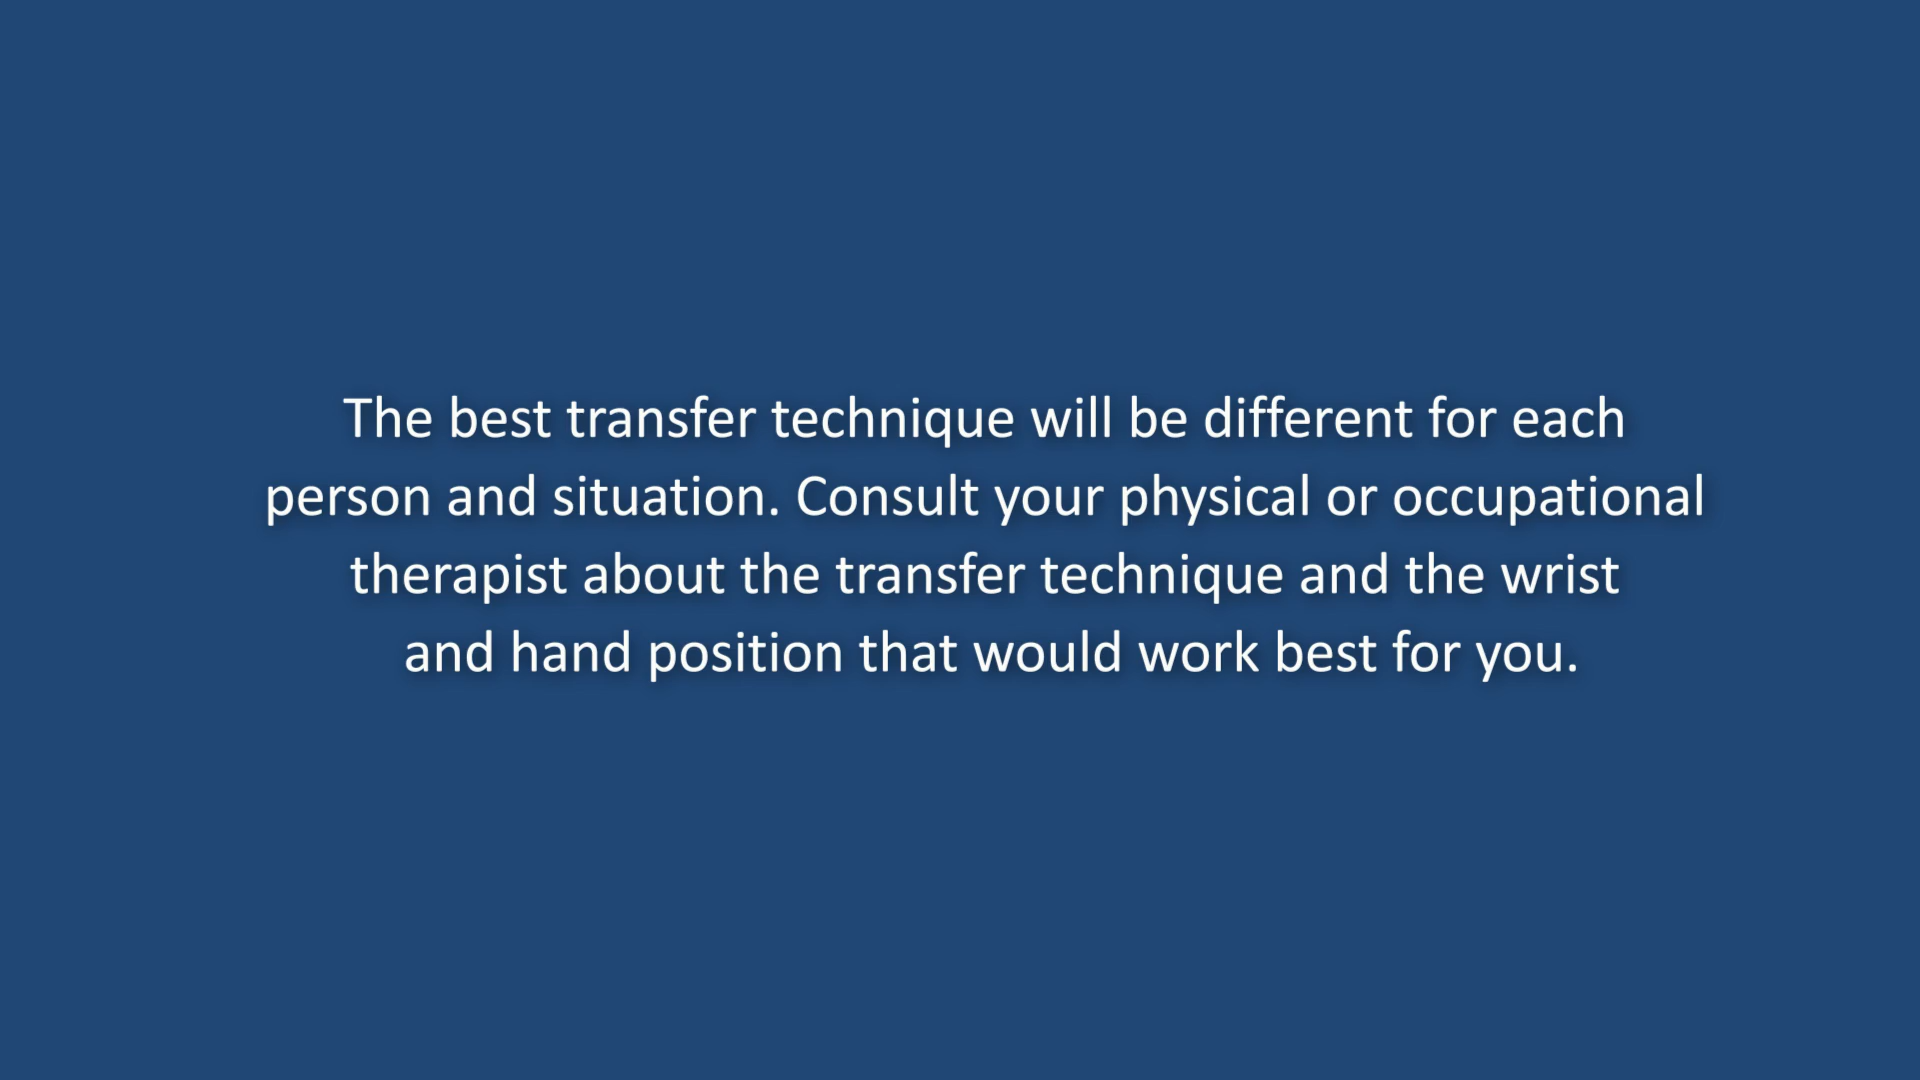 The best transfer technique will be different for each
person and situation. Consult your physical or occupational
therapist about the transfer technique and the wrist
and hand position that would work best for you.